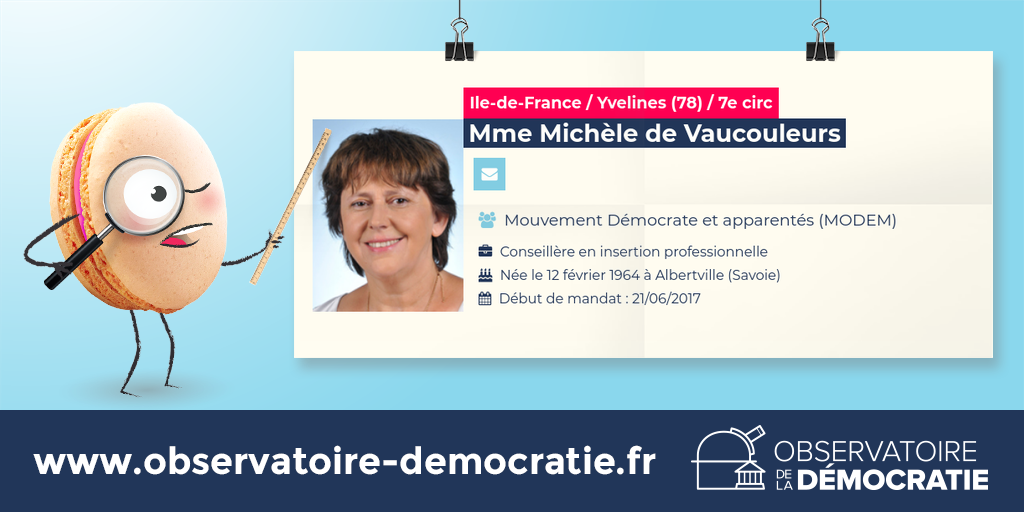 Ile-de-France / Yvelines (78) / 7e circ
Mme Michèle de Vaucouleurs
Mouvement Démocrate et apparentés (MODEM)
Conseillère en insertion professionnelle
Née le 12 février 1964 à Albertville (Savoie)
Début de mandat : 21/06/2017
www.observatoire-democratie.fr
OBSERVATOIRE
DE LA DÉMOCRATIE